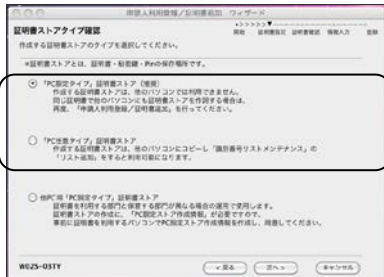 申請人利用登録／証明書追加 ウィザード
証明書ストアタイプ確認
開始 証明書設定 証明書確認 情報入力 登録
作成する証明書ストアのタイプを選択してください。
※証明書ストアとは、証明書・秘密鍵・Pinの保存場所です。
「PC限定タイプ」証明書ストア（推奨）
作成する証明書ストアは、他のパソコンでは利用できません。
同じ証明書で他のパソコンにも証明書ストアを作成する場合は、
再度、「申請人利用登録／証明書追加」を行ってください。
「PC任意タイプ」証明書ストア
作成する証明書ストアは、他のパソコンにコピーし「識別番号リストメンテナンス」の
「リスト追加」をすると利用可能になります。
他PC用「PC限定タイプ」証明書ストア
証明書を利用する部門と保管する部門が異なる場合の運用で使用します。
証明書ストアの作成に、「PC限定ストア作成情報」が必要ですので、
事前に証明書を利用するパソコンでPC限定ストア作成情報を作成し、用意してください。
W02S-03TY
＜戻る
次へ＞
キャンセル